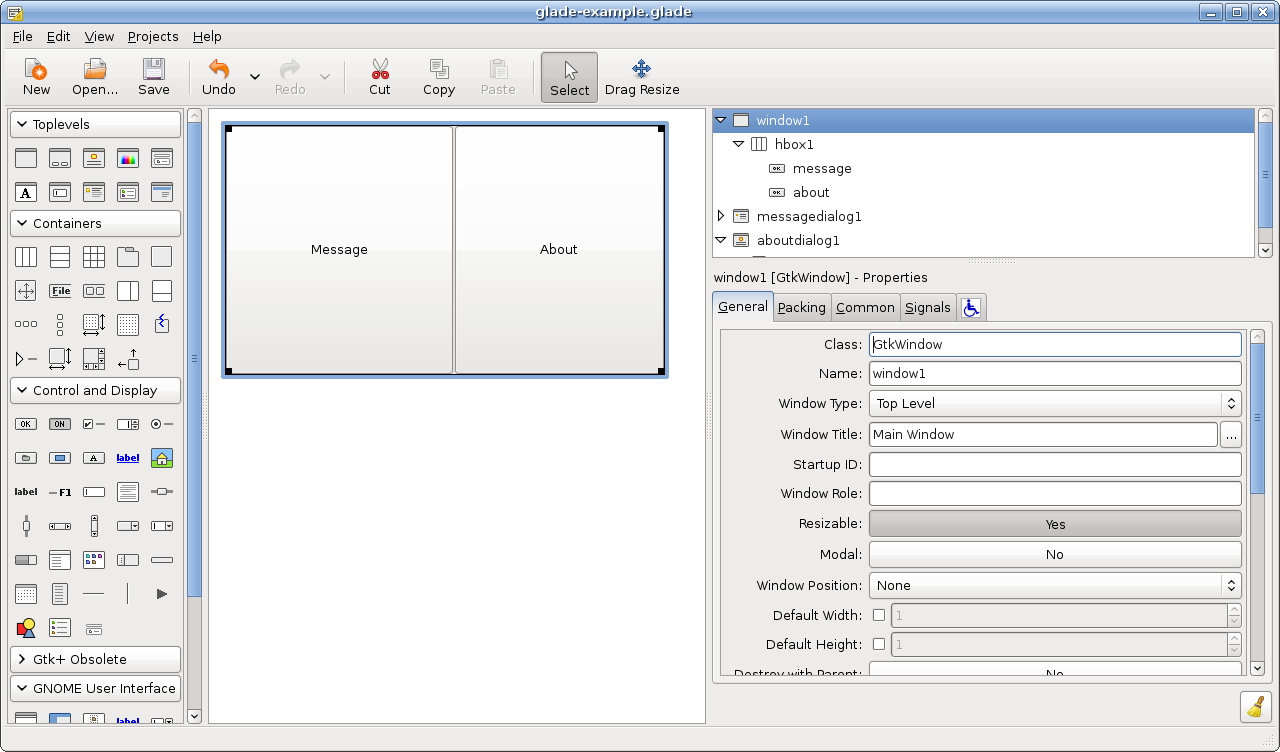 glade-example.glade
File Edit View Projects Help
New Open... Save Undo Redo Cut Copy Paste Select Drag Resize
Toplevels
A
Containers
File
Control and Display
OK ON
A label
label F1
Gtk+ Obsolete
GNOME User Interface
label
Message About
window1
hbox1
OK message
OK about
messagedialog1
aboutdialog1
window1 [GtkWindow] - Properties
General Packing Common Signals
Class: GtkWindow
Name: window1
Window Type: Top Level
Window Title: Main Window ...
Startup ID:
Window Role:
Resizable: Yes
Modal: No
Window Position: None
Default Width: 1
Default Height: 1
Destroy with Parent: No